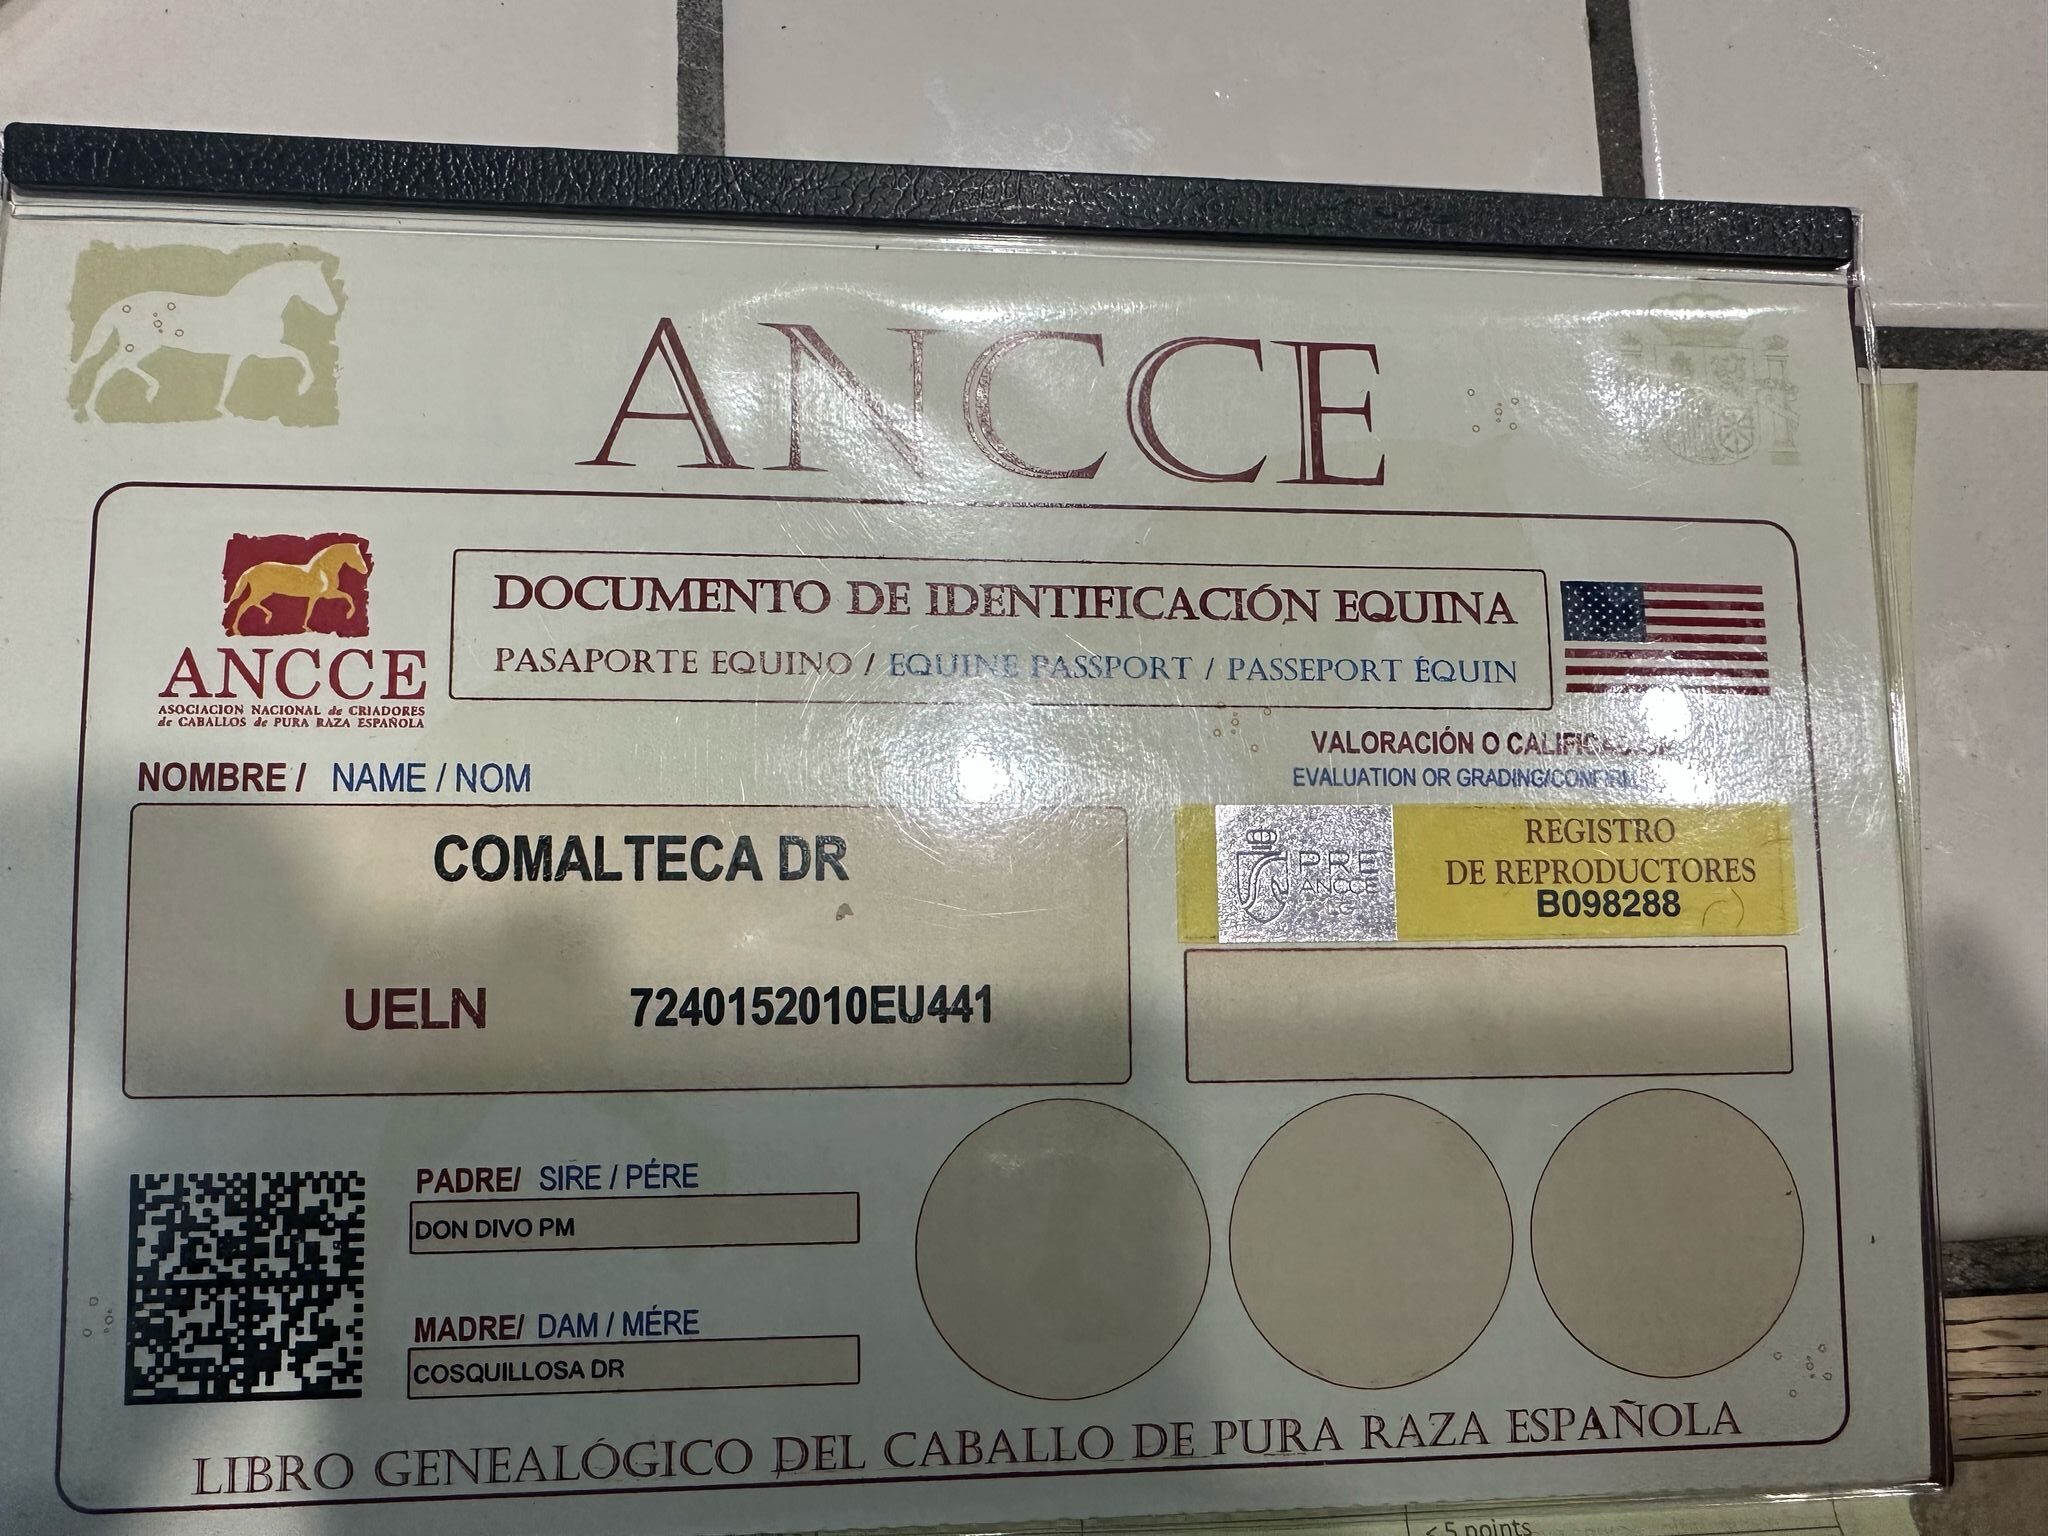 ANCCE
DOCUMENTO DE IDENTIFICACIÓN EQUINA
PASAPORTE EQUINO / EQUINE PASSPORT / PASSEPORT ÉQUIN
ANCCE
ASOCIACION NACIONAL de CRIADORES
de CABALLOS de PURA RAZA ESPAÑOLA
VALORACIÓN O
EVALUATION OR
NOMBRE / NAME / NOM
COMALTECA DR
UELN 7240152010EU441
PRE
ANCCE
LG
REGISTRO
DE REPRODUCTORES
B098288
PADRE/ SIRE / PÉRE
DON DIVO PM
MADRE/ DAM / MÉRE
COSQUILLOSA DR
LIBRO GENEALÓGICO DEL CABALLO DE PURA RAZA ESPAÑOLA
< 5 points